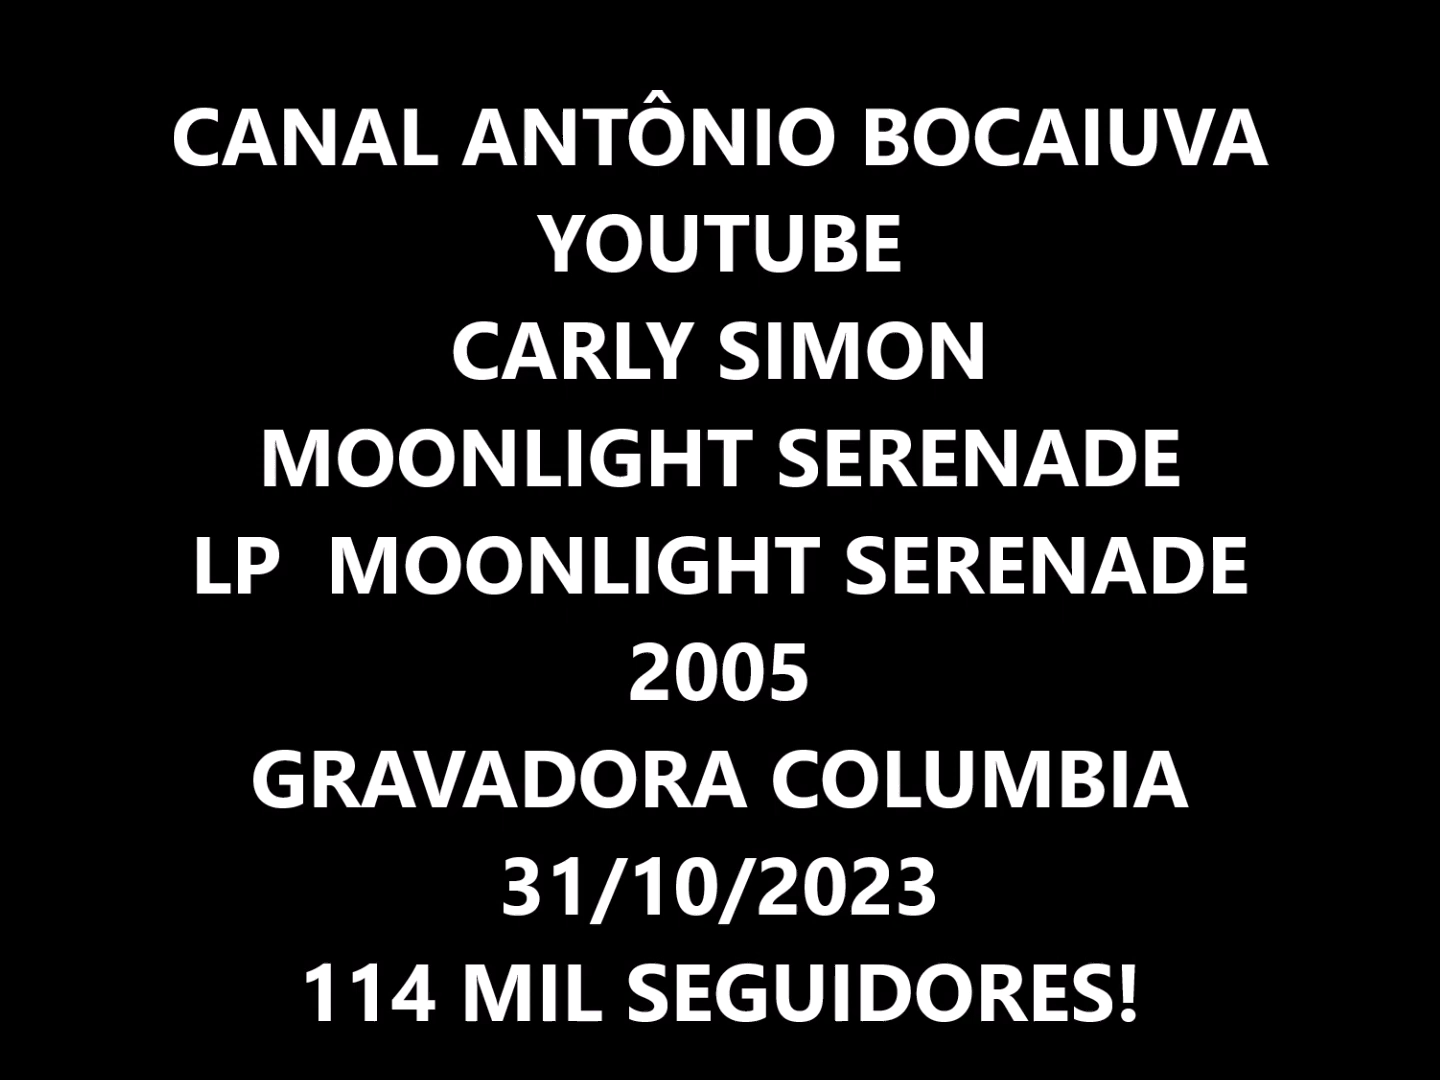 CANAL ANTÔNIO BOCAIUVA
YOUTUBE
CARLY SIMON
MOONLIGHT SERENADE
LP  MOONLIGHT SERENADE
2005
GRAVADORA COLUMBIA
31/10/2023
114 MIL SEGUIDORES!